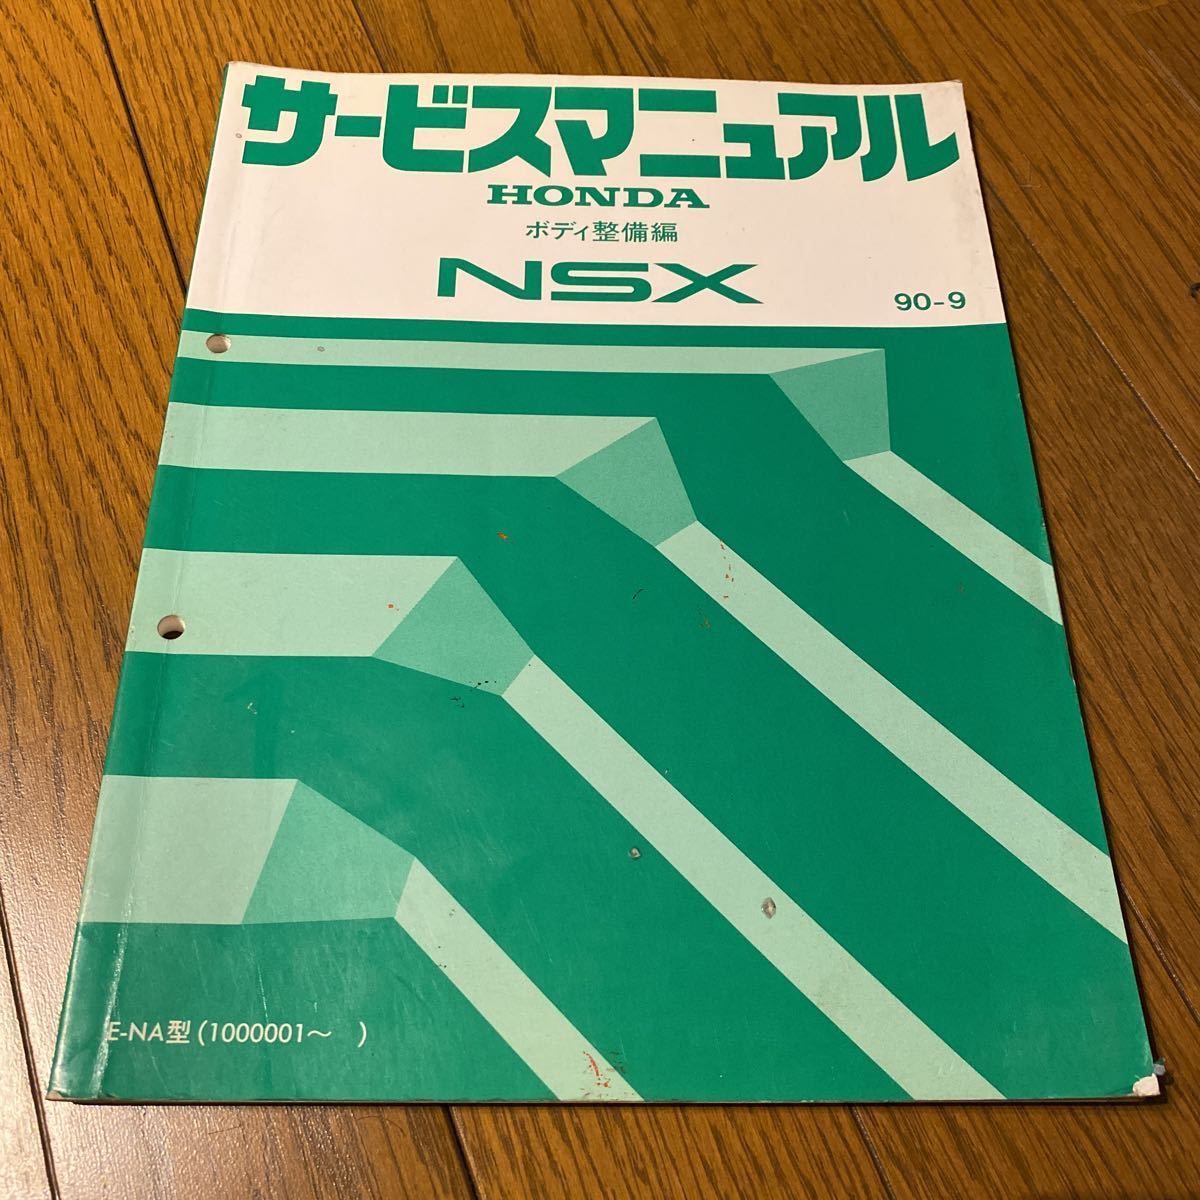 サービスマニュアル
HONDA
ボディ整備編
NSX
90-9
E-NA型 (1000001～ )